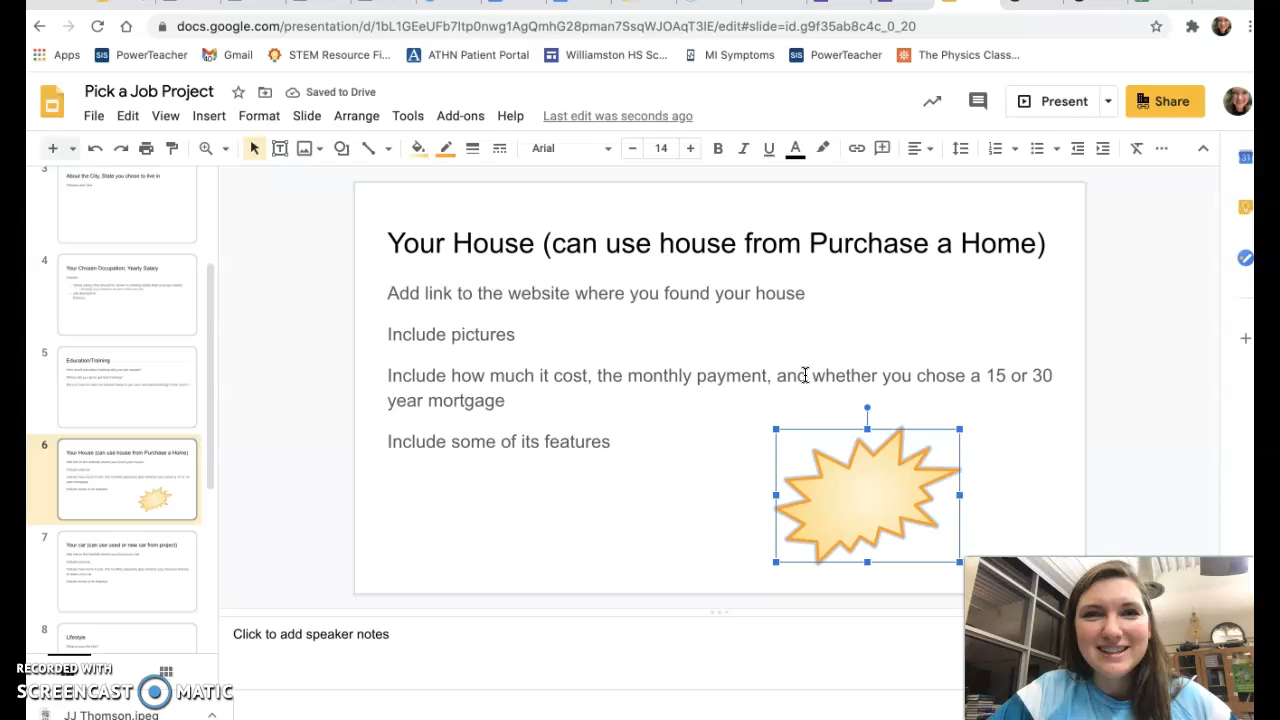 docs.google.com/presentation/d/
Apps
SIS
PowerTeacher
Gmail
STEM Resource Fi...
ATHN Patient Portal
Williamston HS Sc...
MI Symptoms
SIS
PowerTeacher
The Physics Class...
Pick a Job Project
Saved to Drive
Present
Share
File Edit View Insert Format Slide Arrange Tools Add-ons Help Last edit was seconds ago
Arial
14
B I U A
31
3
About the City, State you chose to live in
4
Your Chosen Occupation, Yearly Salary
5
Education/Training
6
Your House (can use house from Purchase a Home)
7
Your car (can use used or new car from project)
8
Lifestyle
Your House (can use house from Purchase a Home)
Add link to the website where you found your house
Include pictures
Include how much it cost, the monthly payment, and whether you chose a 15 or 30
year mortgage
Include some of its features
Click to add speaker notes
RECORDED WITH
SCREENCAST MATIC
JJ Thomson.jpeg